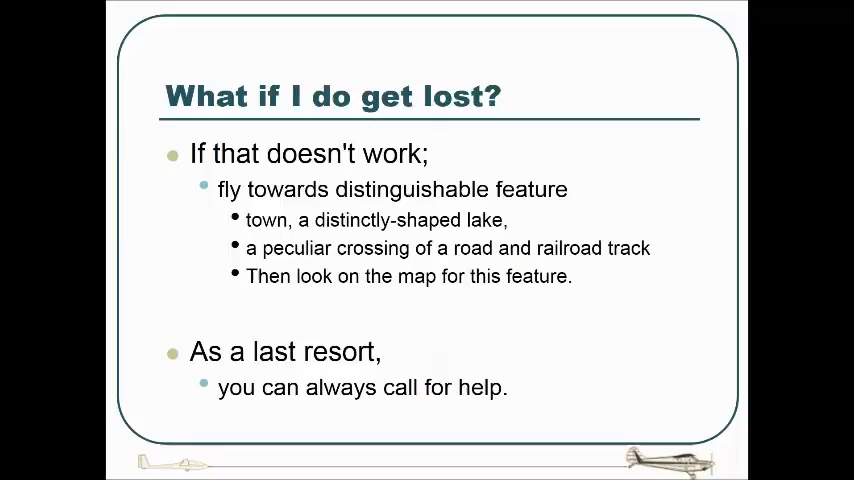 What if I do get lost?
If that doesn't work;
fly towards distinguishable feature
town, a distinctly-shaped lake,
a peculiar crossing of a road and railroad track
Then look on the map for this feature.
As a last resort,
you can always call for help.